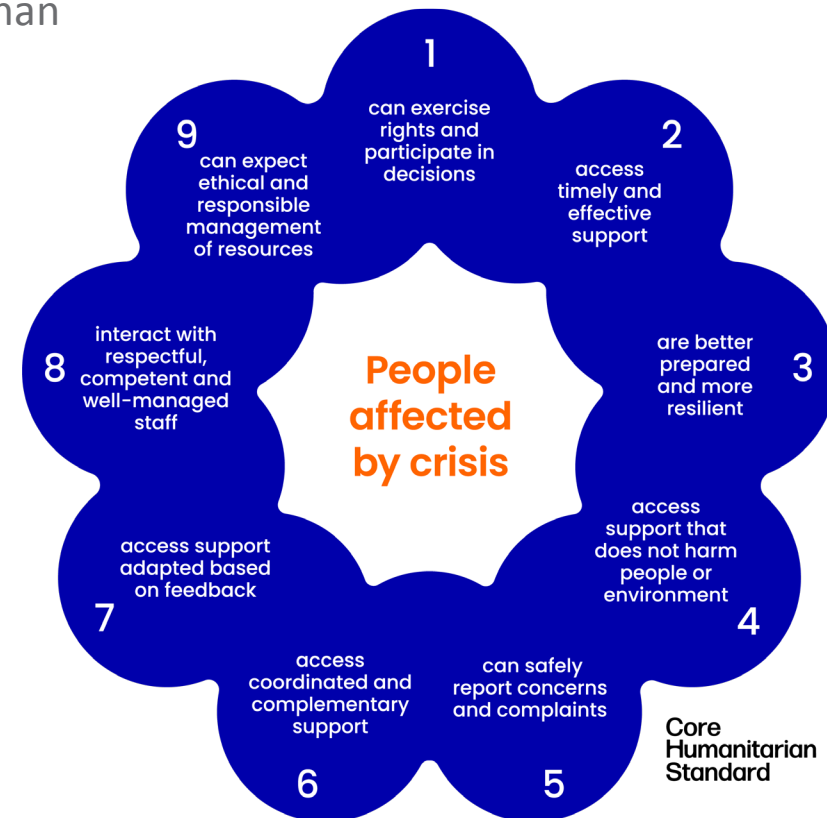 1
can exercise
rights and
participate in
decisions
2
access
timely and
effective
support
are better
prepared
and more
resilient
3
access
support that
does not harm
people or
environment
4
can safely
report concerns
and complaints
5
access
coordinated and
complementary
support
6
access support
adapted based
on feedback
7
8
interact with
respectful,
competent and
well-managed
staff
9
can expect
ethical and
responsible
management
of resources
People
affected
by crisis
Core
Humanitarian
Standard